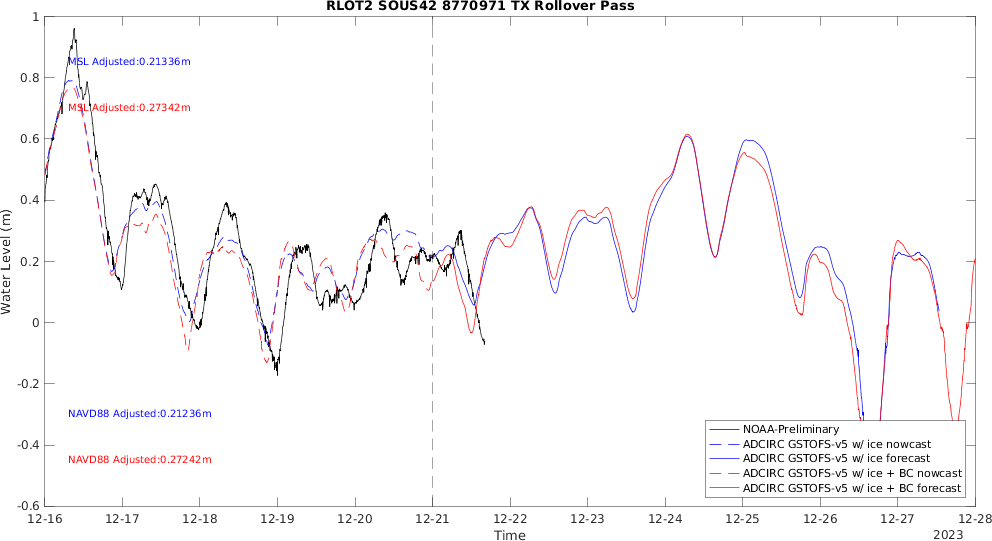 RLOT2 SOUS42 8770971 TX Rollover Pass
1
0.8
0.6
0.4
0.2
0
-0.2
-0.4
-0.6
Water Level (m)
MSL Adjusted:0.21336m
MSL Adjusted:0.27342m
NAVD88 Adjusted:0.21236m
NAVD88 Adjusted:0.27242m
NOAA-Preliminary
ADCIRC GSTOFS-v5 w/ ice nowcast
ADCIRC GSTOFS-v5 w/ ice forecast
ADCIRC GSTOFS-v5 w/ ice + BC nowcast
ADCIRC GSTOFS-v5 w/ ice + BC forecast
12-16 12-17 12-18 12-19 12-20 12-21 12-22 12-23 12-24 12-25 12-26 12-27 12-28
Time
2023